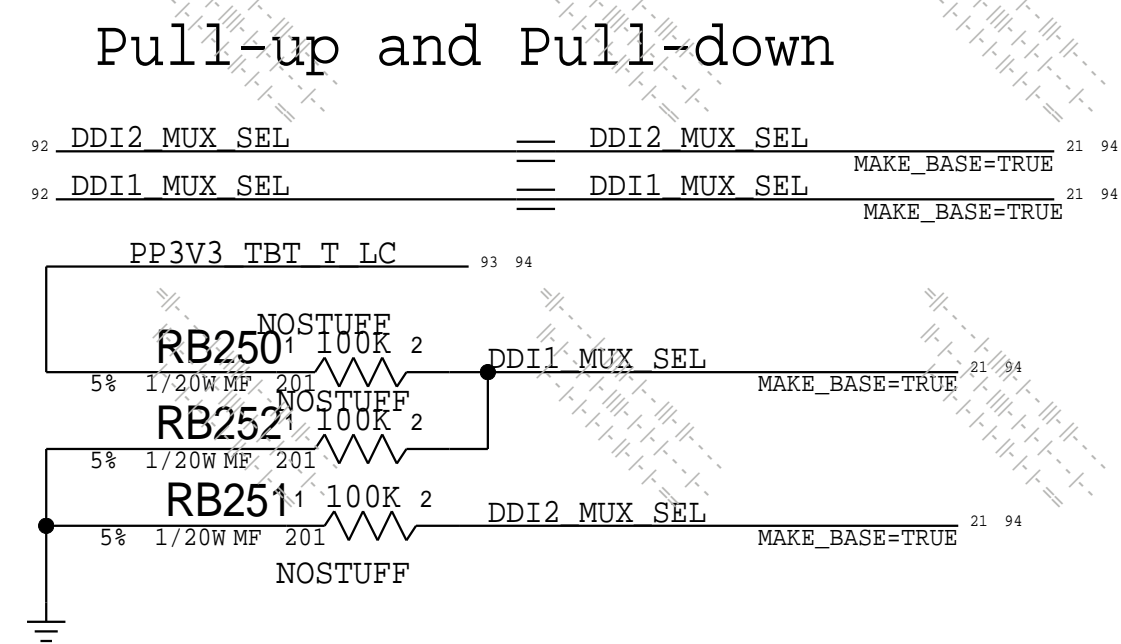 Pull-up and Pull-down
92 DDI2_MUX_SEL DDI2_MUX_SEL 21 94
MAKE_BASE=TRUE
92 DDI1_MUX_SEL DDI1_MUX_SEL 21 94
MAKE_BASE=TRUE
PP3V3_TBT_T_LC 93 94
NOSTUFF
RB250 1 100K 2 DDI1_MUX_SEL 21 94
5% 1/20W MF 201 MAKE_BASE=TRUE
NOSTUFF
RB252 1 100K 2
5% 1/20W MF 201
RB251 1 100K 2 DDI2_MUX_SEL 21 94
5% 1/20W MF 201 MAKE_BASE=TRUE
NOSTUFF